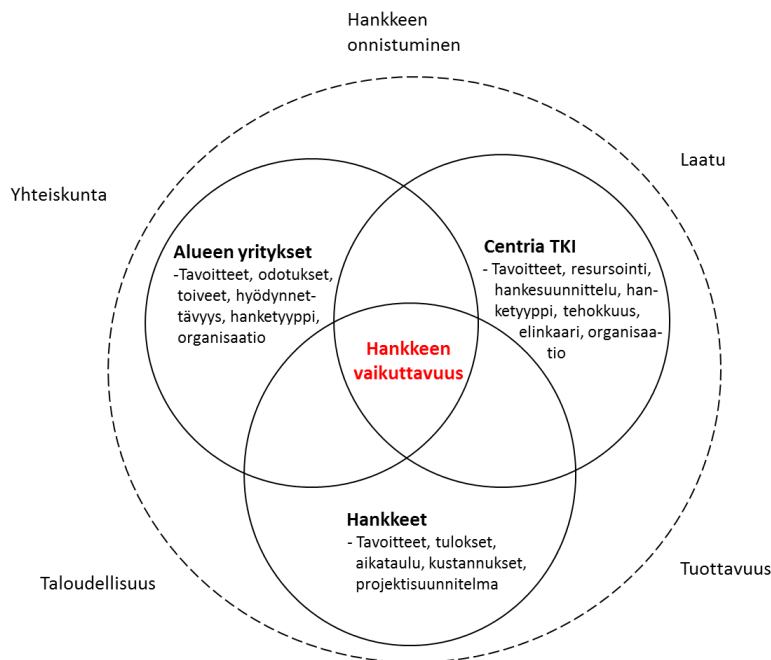 Hankkeen
onnistuminen
Laatu
Yhteiskunta
Alueen yritykset
-Tavoitteet, odotukset,
toiveet, hyödynnet-
tävyys, hanketyyppi,
organisaatio
Centria TKI
- Tavoitteet, resursointi,
hankesuunnittelu, han-
ketyyppi, tehokkuus,
elinkaari, organisaa-
tio
Hankkeen
vaikuttavuus
Hankkeet
- Tavoitteet, tulokset,
aikataulu, kustannukset,
projektisuunnitelma
Taloudellisuus
Tuottavuus